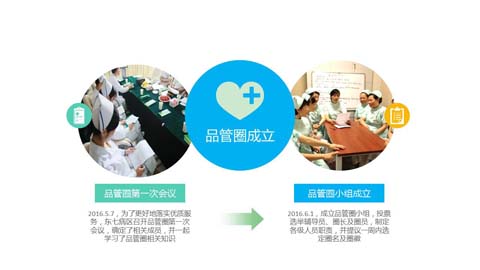 品管圈成立
品管圈第一次会议
2016.5.7，为了更好地落实优质服
务，东七病区召开品管圈第一次
会议，确定了相关成员，并一起
学习了品管圈相关知识
品管圈小组成立
2016.6.1，成立品管圈小组，投票
选举辅导员、圈长及圈员，制定
各级人员职责，并提议一周内选
定圈名及圈徽